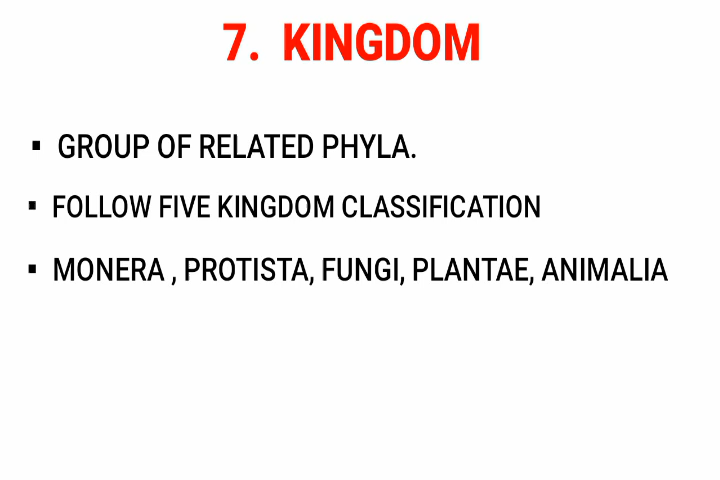 7. KINGDOM
▪ GROUP OF RELATED PHYLA.
▪ FOLLOW FIVE KINGDOM CLASSIFICATION
▪ MONERA , PROTISTA, FUNGI, PLANTAE, ANIMALIA